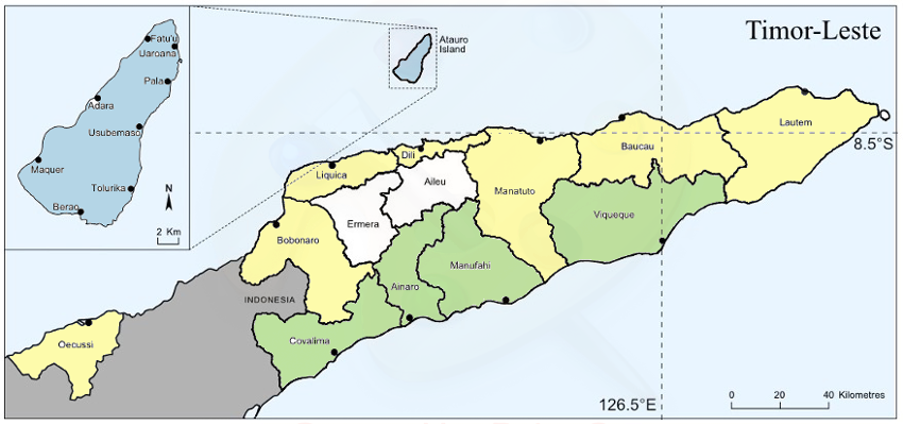 Timor-Leste
Fatu'u
Uaroana
Pala
Adara
Usubemaso
Maquer
Tolurika
Berao
N
2 Km
Atauro
Island
Lautem
8.5°S
Baucau
Dili
Liquica
Aileu
Manatuto
Viqueque
Ermera
Bobonaro
Manufahi
Ainaro
INDONESIA
Covalima
Oecussi
126.5°E
0 20 40 Kilometres